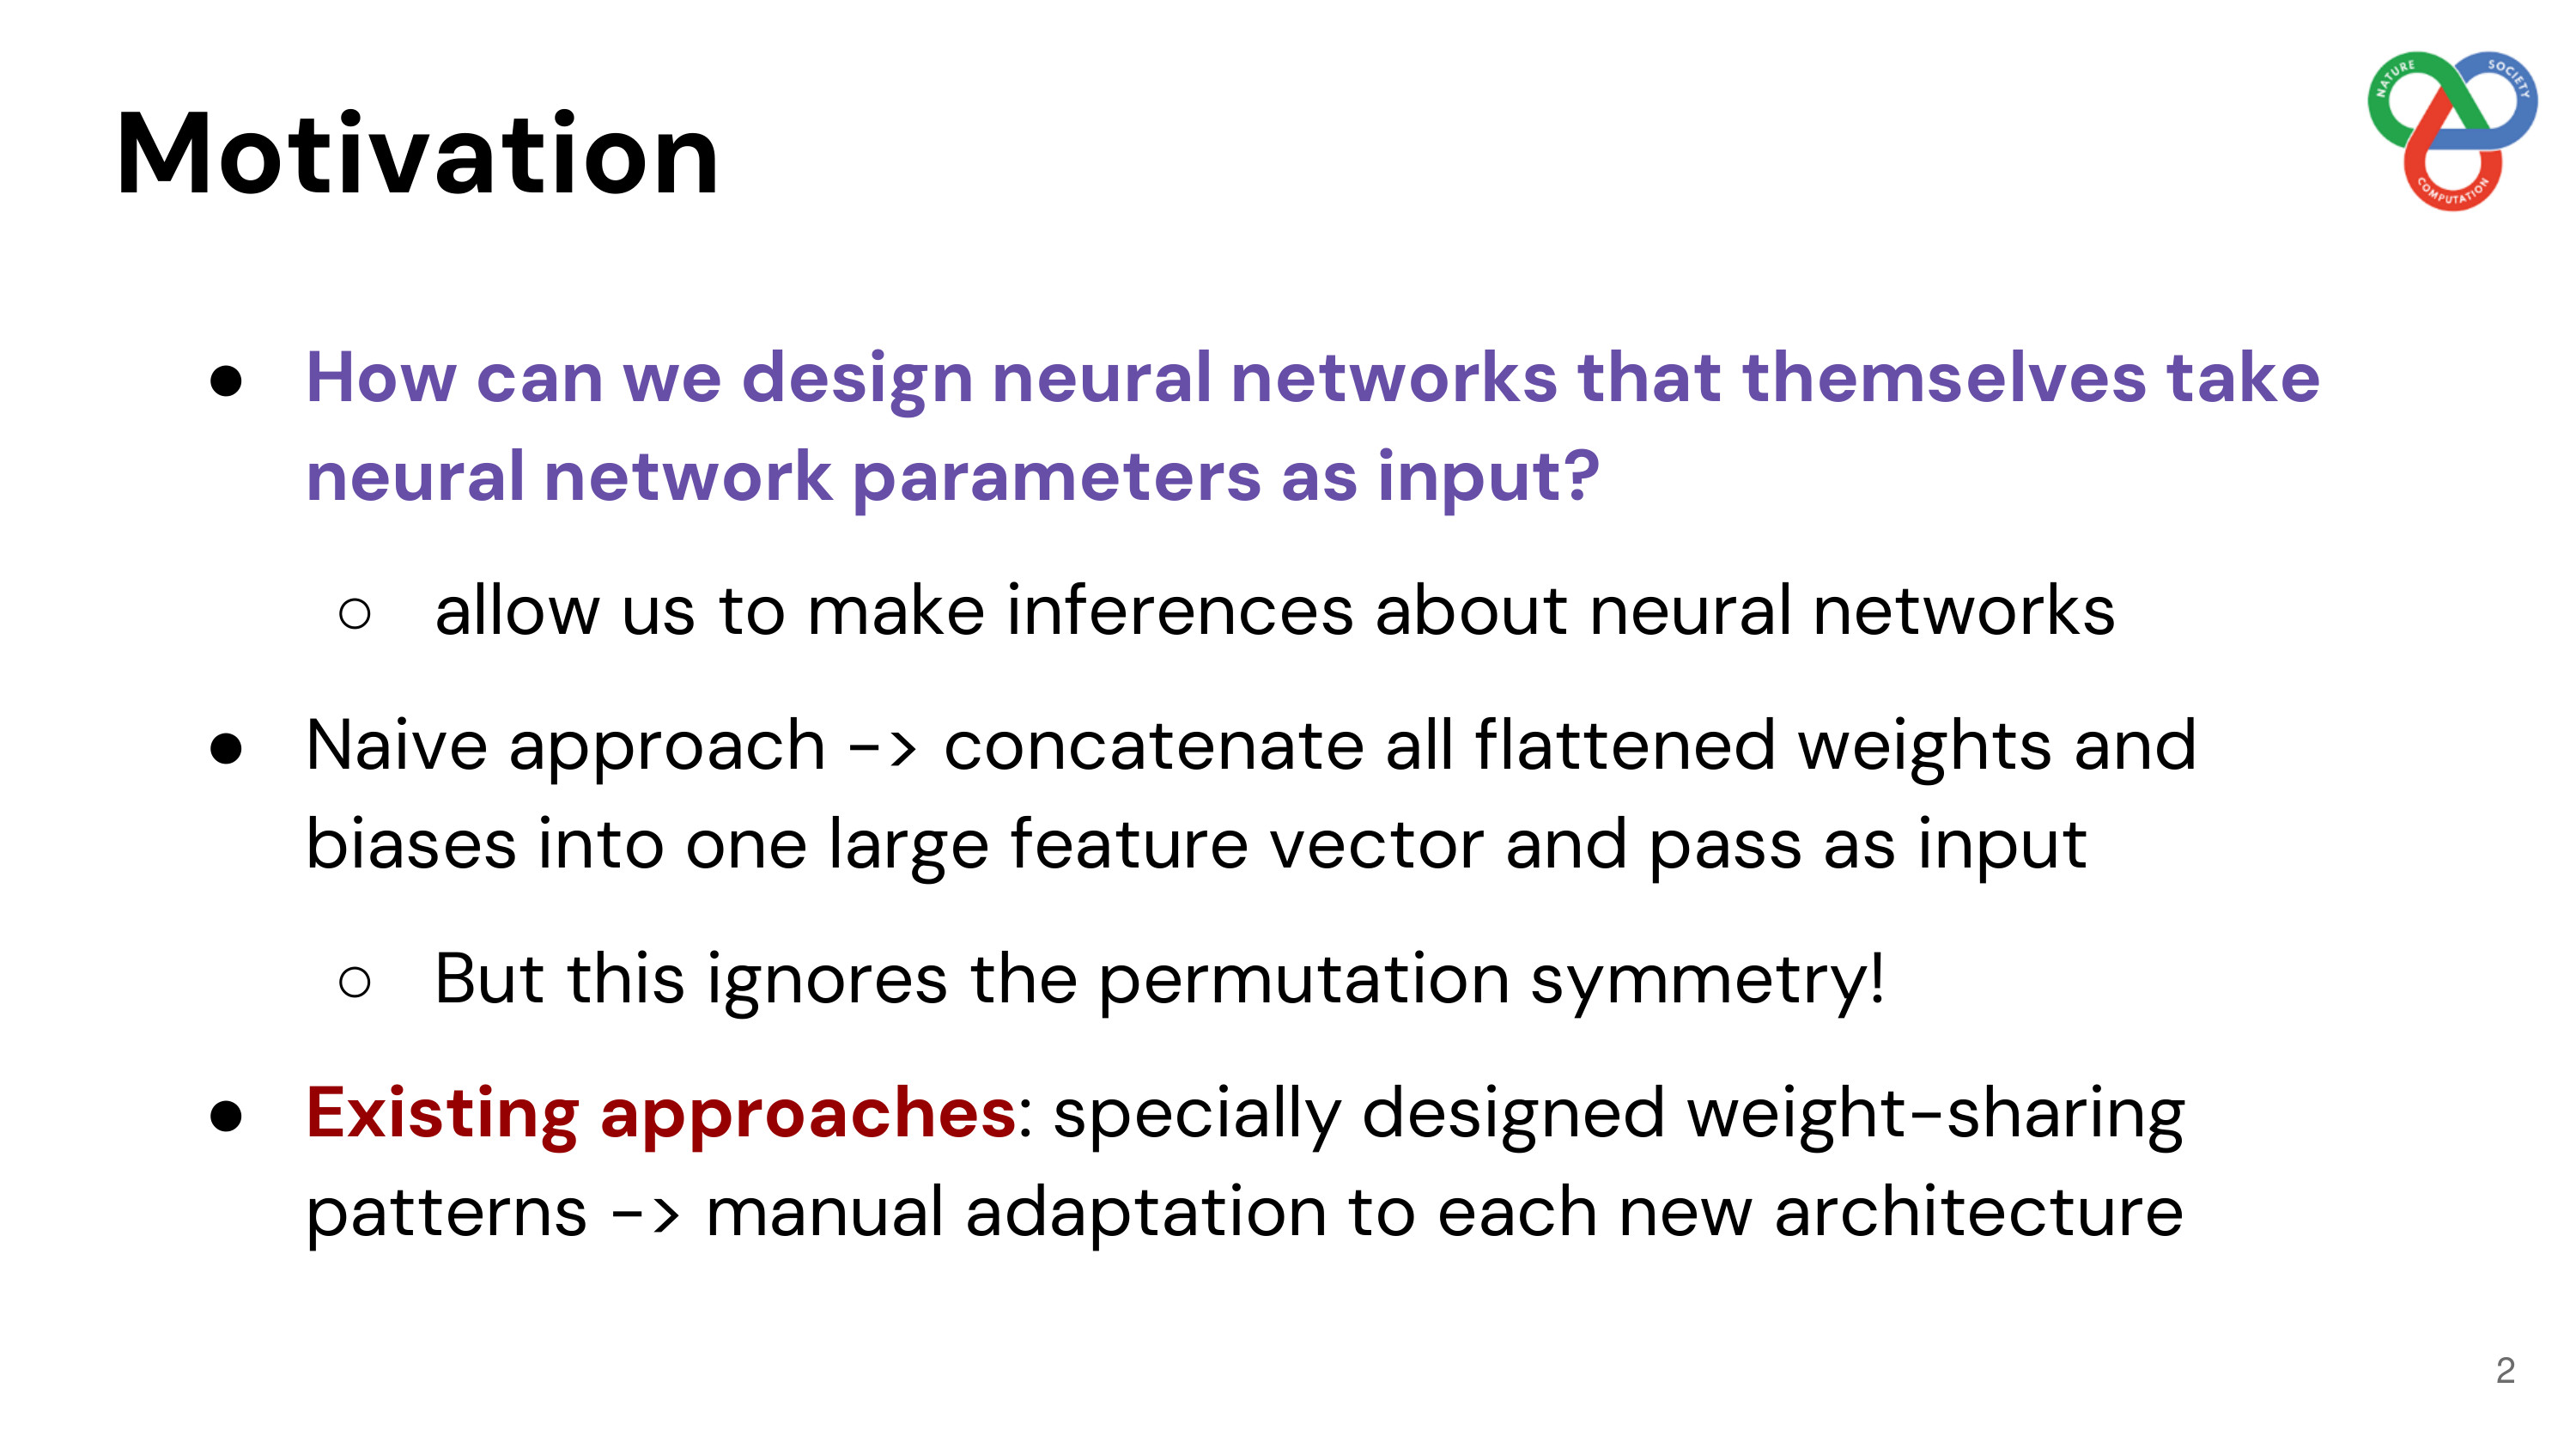 Motivation
NATURE
SOCIETY
COMPUTATION
● How can we design neural networks that themselves take
neural network parameters as input?
○ allow us to make inferences about neural networks
● Naive approach -> concatenate all flattened weights and
biases into one large feature vector and pass as input
○ But this ignores the permutation symmetry!
● Existing approaches: specially designed weight-sharing
patterns -> manual adaptation to each new architecture
2